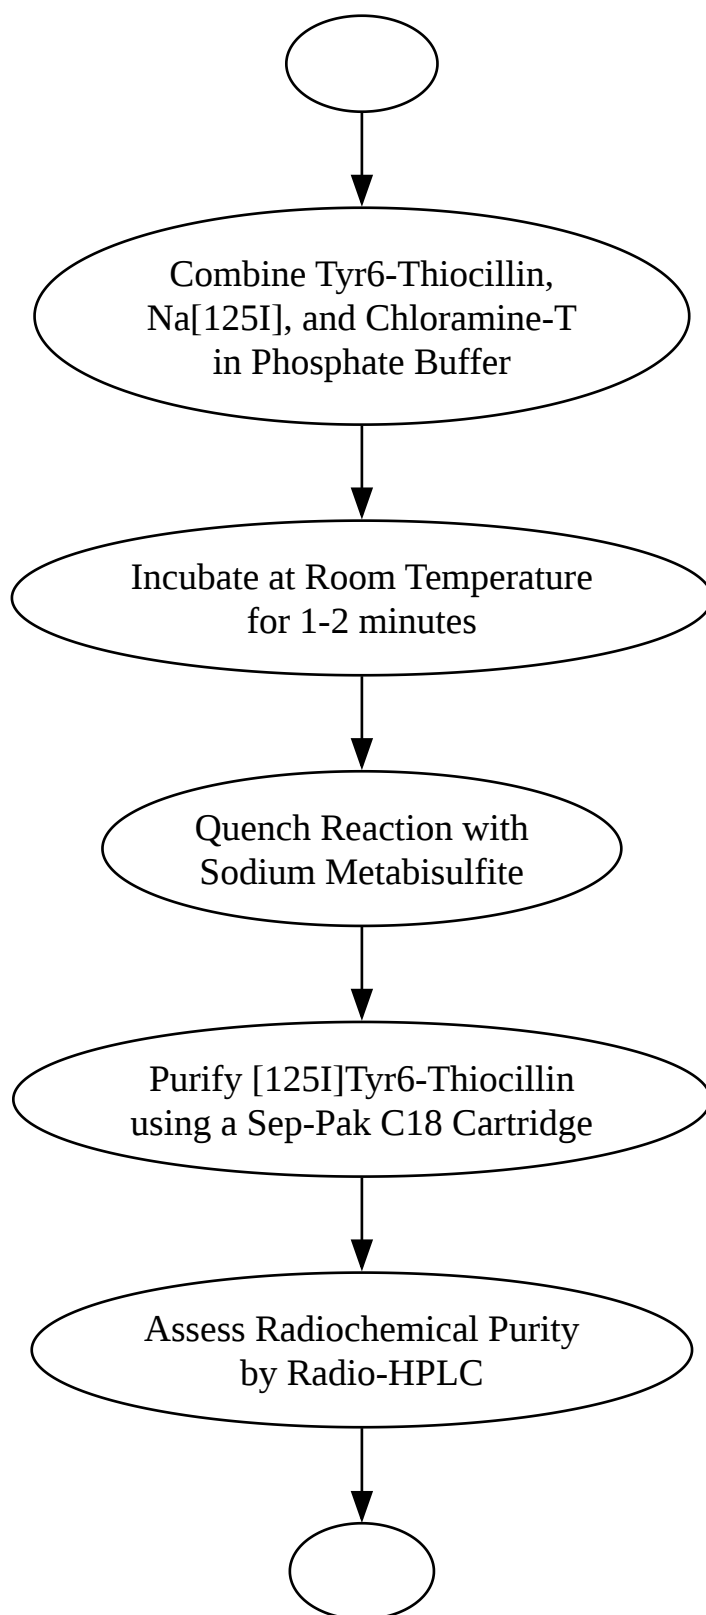 Combine Tyr6-Thiocillin,
Na[125I], and Chloramine-T
in Phosphate Buffer
Incubate at Room Temperature
for 1-2 minutes
Quench Reaction with
Sodium Metabisulfite
Purify [125I]Tyr6-Thiocillin
using a Sep-Pak C18 Cartridge
Assess Radiochemical Purity
by Radio-HPLC